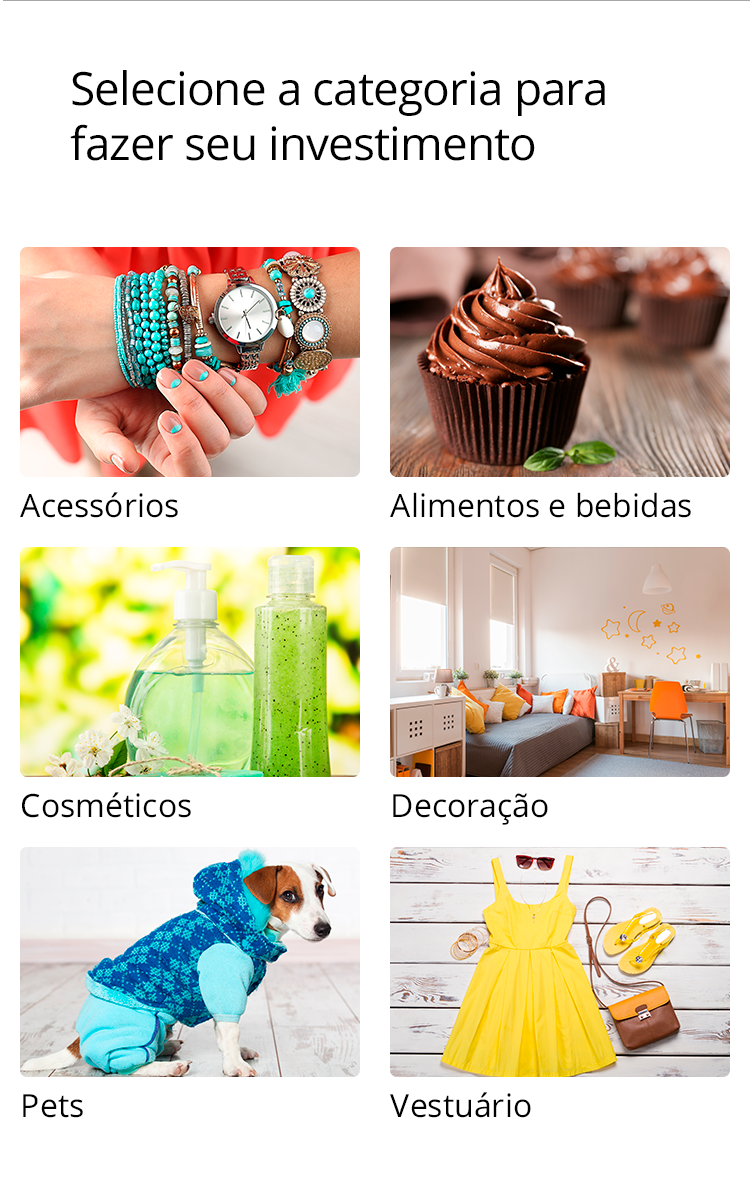 Selecione a categoria para
fazer seu investimento
Acessórios
Alimentos e bebidas
Cosméticos
Decoração
Pets
Vestuário